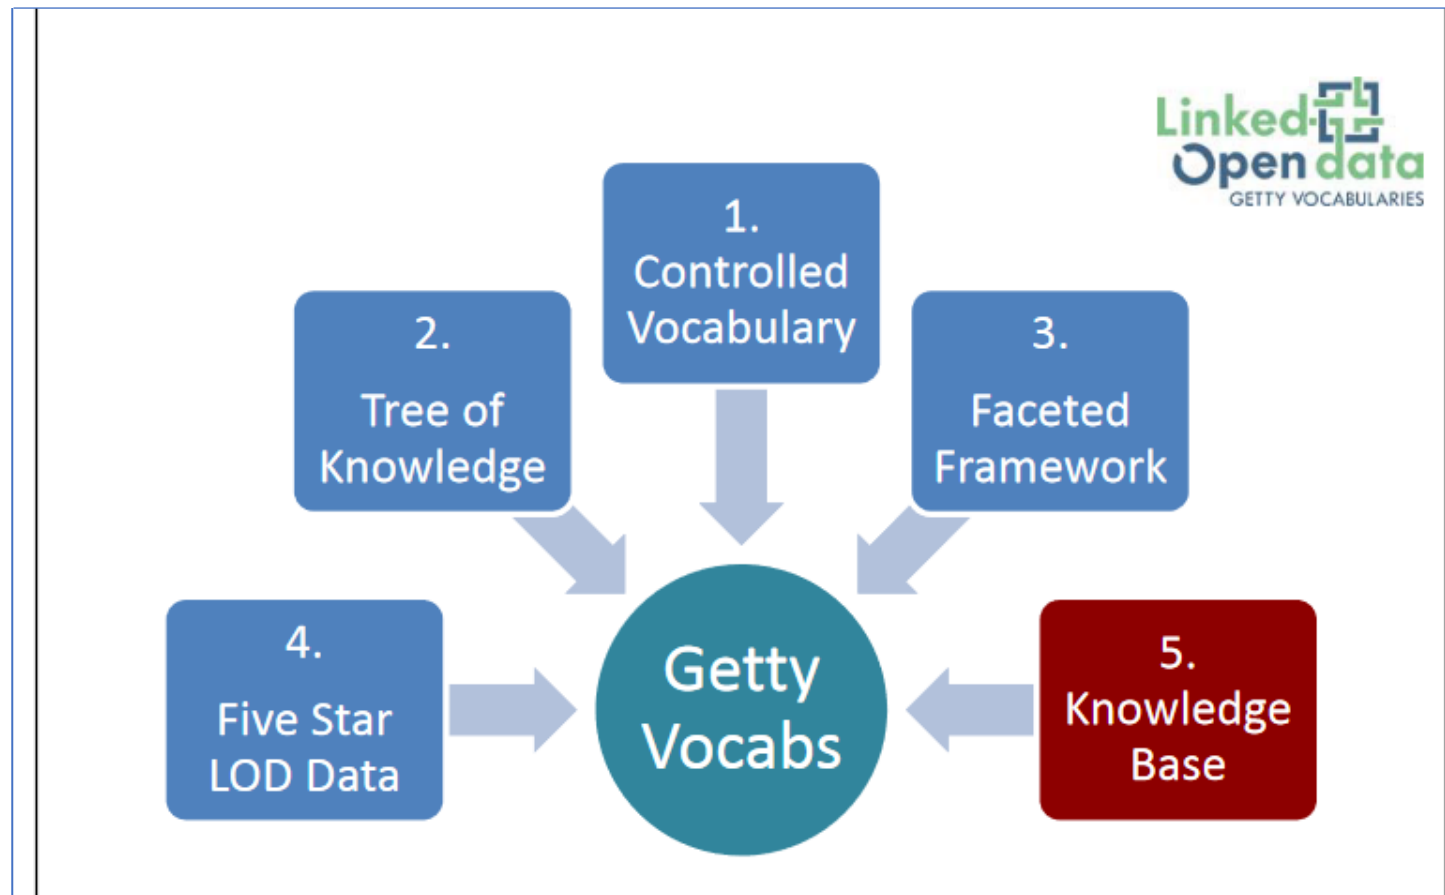 Linked
Open data
GETTY VOCABULARIES
1.
Controlled
Vocabulary
2.
Tree of
Knowledge
3.
Faceted
Framework
4.
Five Star
LOD Data
5.
Knowledge
Base
Getty
Vocabs